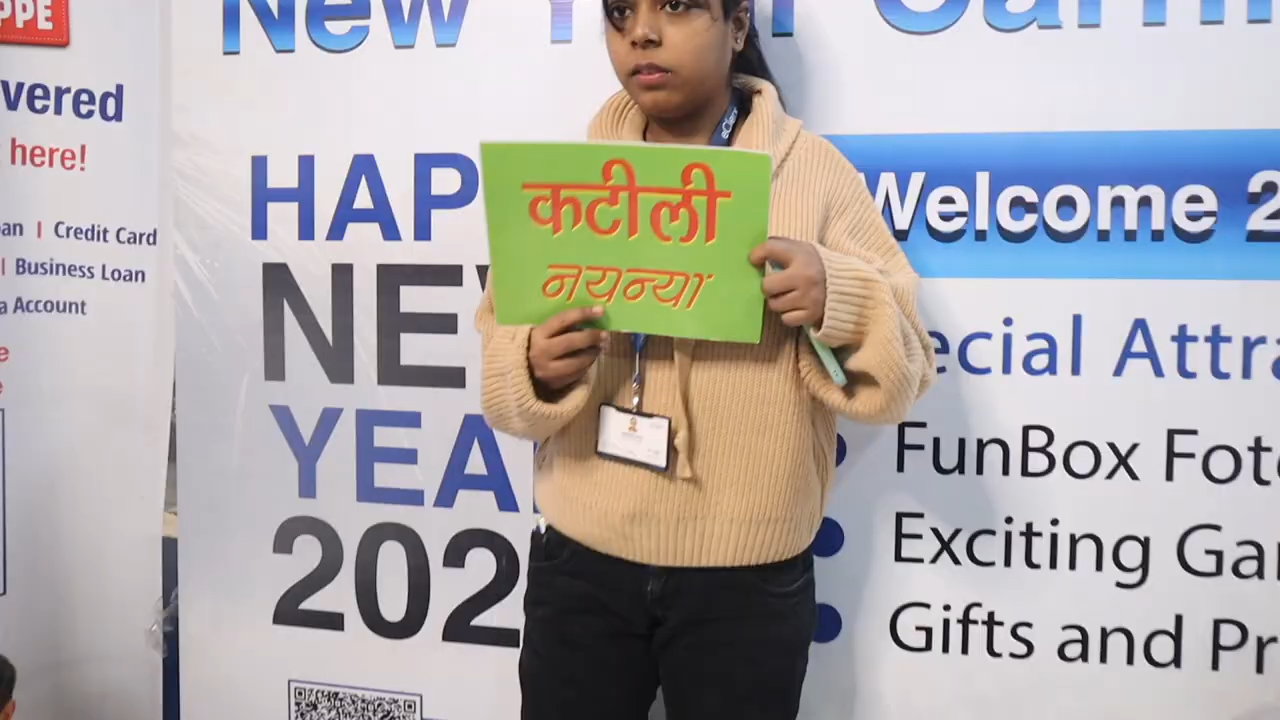 PPE
vered
here!
an | Credit Card
| Business Loan
a Account
New
HAP
NEW
YEA
202
कटीली
नयन्या
Welcome 2
ecial Attra
FunBox Foto
Exciting Ga
Gifts and Pr